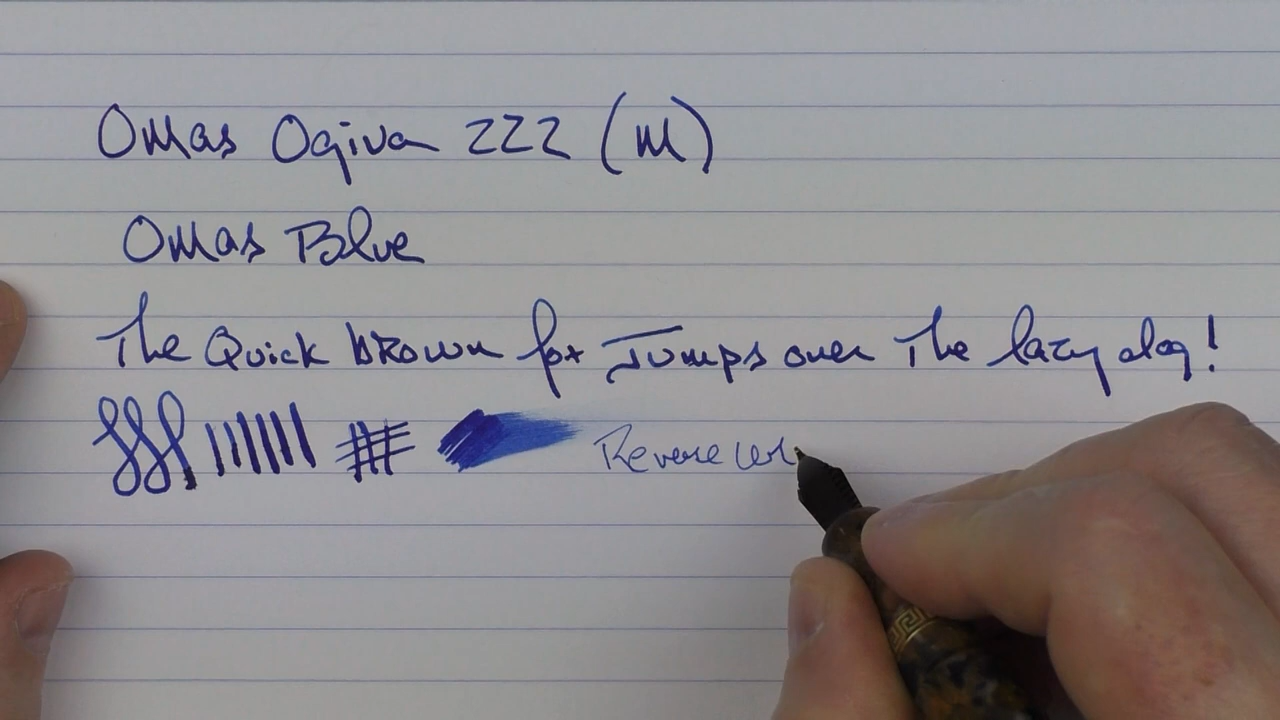 Omas Ogiva 222 (M)
Omas Blue
The Quick brown fox Jumps over The lazy dog!
Reverse